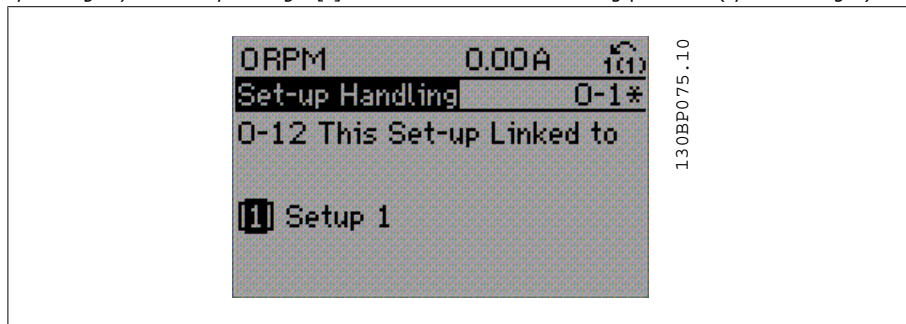 0RPM 0.00A 1(1)
Set-up Handling 0-1*
0-12 This Set-up Linked to
[1] Setup 1
130BP075.10